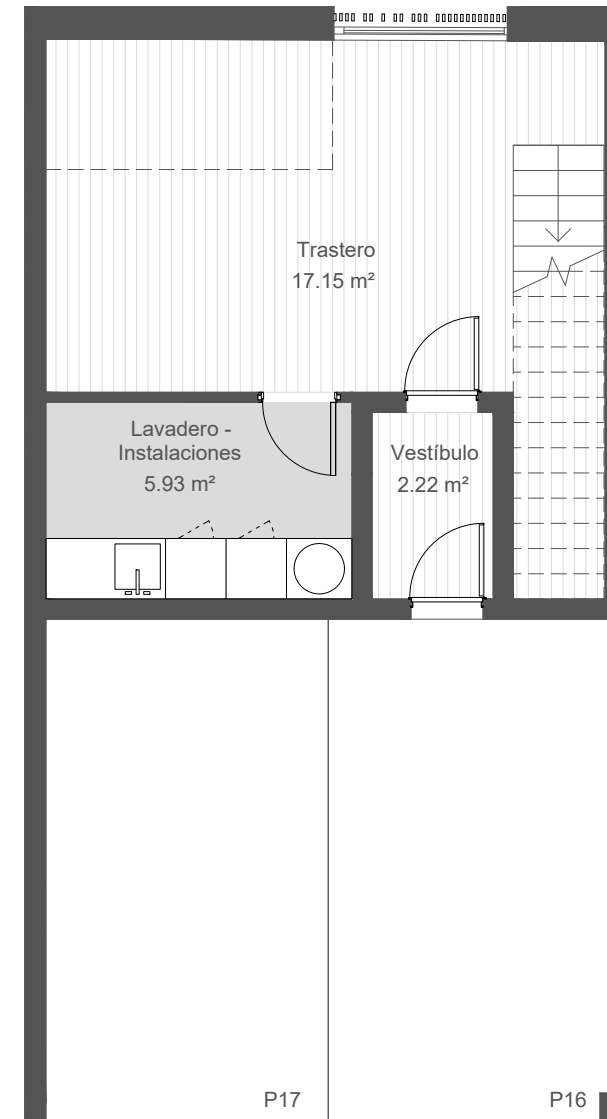 Trastero
17.15 m²
Lavadero -
Instalaciones
5.93 m²
Vestíbulo
2.22 m²
P17
P16